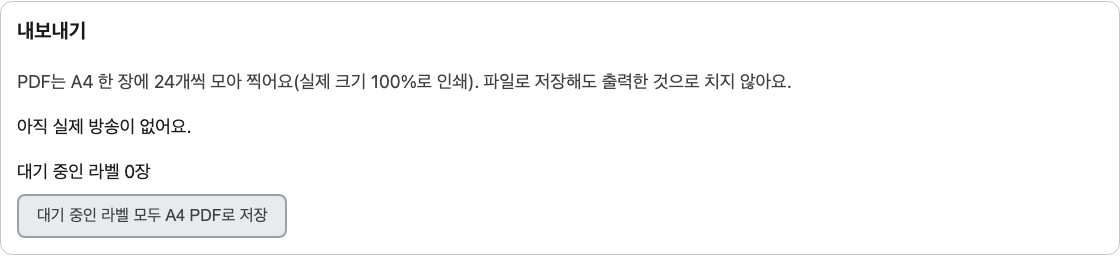 내보내기
PDF는 A4 한 장에 24개씩 모아 찍어요(실제 크기 100%로 인쇄). 파일로 저장해도 출력한 것으로 치지 않아요.
아직 실제 방송이 없어요.
대기 중인 라벨 0장
대기 중인 라벨 모두 A4 PDF로 저장